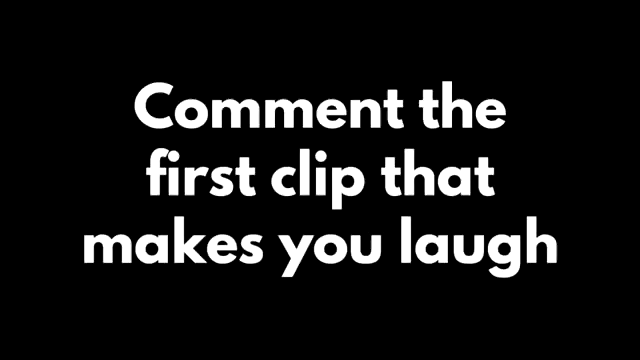 Comment the
first clip that
makes you laugh